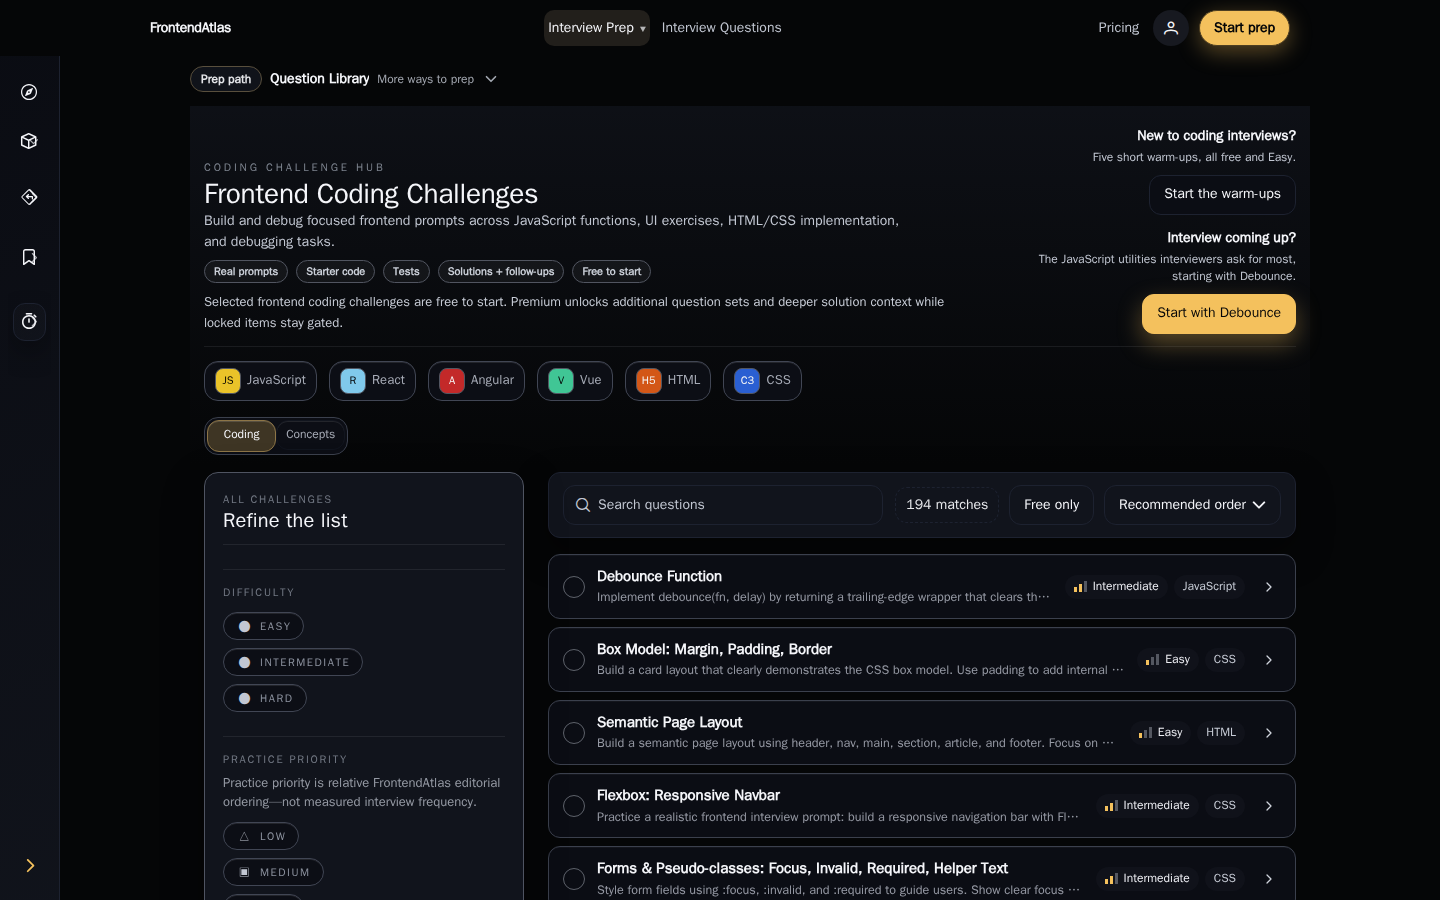 FrontendAtlas
Interview Prep ▾
Interview Questions
Pricing
Start prep
Prep path
Question Library
More ways to prep
CODING CHALLENGE HUB
Frontend Coding Challenges
Build and debug focused frontend prompts across JavaScript functions, UI exercises, HTML/CSS implementation,
and debugging tasks.
Real prompts
Starter code
Tests
Solutions + follow-ups
Free to start
Selected frontend coding challenges are free to start. Premium unlocks additional question sets and deeper solution context while
locked items stay gated.
New to coding interviews?
Five short warm-ups, all free and Easy.
Start the warm-ups
Interview coming up?
The JavaScript utilities interviewers ask for most,
starting with Debounce.
Start with Debounce
JS JavaScript
R React
A Angular
V Vue
H5 HTML
C3 CSS
Coding
Concepts
ALL CHALLENGES
Refine the list
DIFFICULTY
EASY
INTERMEDIATE
HARD
PRACTICE PRIORITY
Practice priority is relative FrontendAtlas editorial
ordering—not measured interview frequency.
LOW
MEDIUM
Search questions
194 matches
Free only
Recommended order
Debounce Function
Implement debounce(fn, delay) by returning a trailing-edge wrapper that clears th···
Intermediate
JavaScript
Box Model: Margin, Padding, Border
Build a card layout that clearly demonstrates the CSS box model. Use padding to add internal ···
Easy
CSS
Semantic Page Layout
Build a semantic page layout using header, nav, main, section, article, and footer. Focus on ···
Easy
HTML
Flexbox: Responsive Navbar
Practice a realistic frontend interview prompt: build a responsive navigation bar with Fl···
Intermediate
CSS
Forms & Pseudo-classes: Focus, Invalid, Required, Helper Text
Style form fields using :focus, :invalid, and :required to guide users. Show clear focus ···
Intermediate
CSS